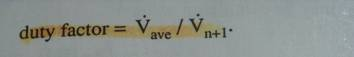 duty factor = V̇ave / V̇n+1.